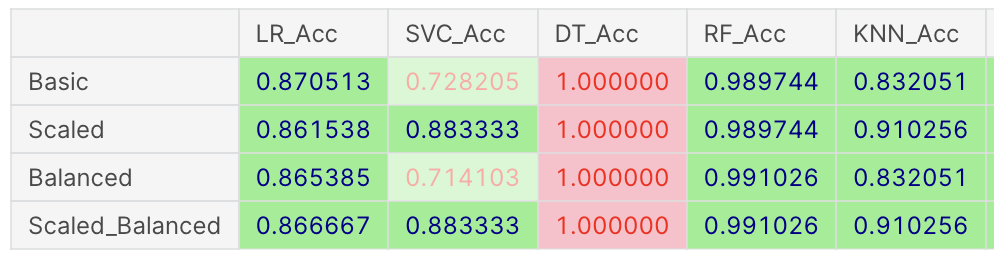 LR_Acc SVC_Acc DT_Acc RF_Acc KNN_Acc
Basic 0.870513 0.728205 1.000000 0.989744 0.832051
Scaled 0.861538 0.883333 1.000000 0.989744 0.910256
Balanced 0.865385 0.714103 1.000000 0.991026 0.832051
Scaled_Balanced 0.866667 0.883333 1.000000 0.991026 0.910256